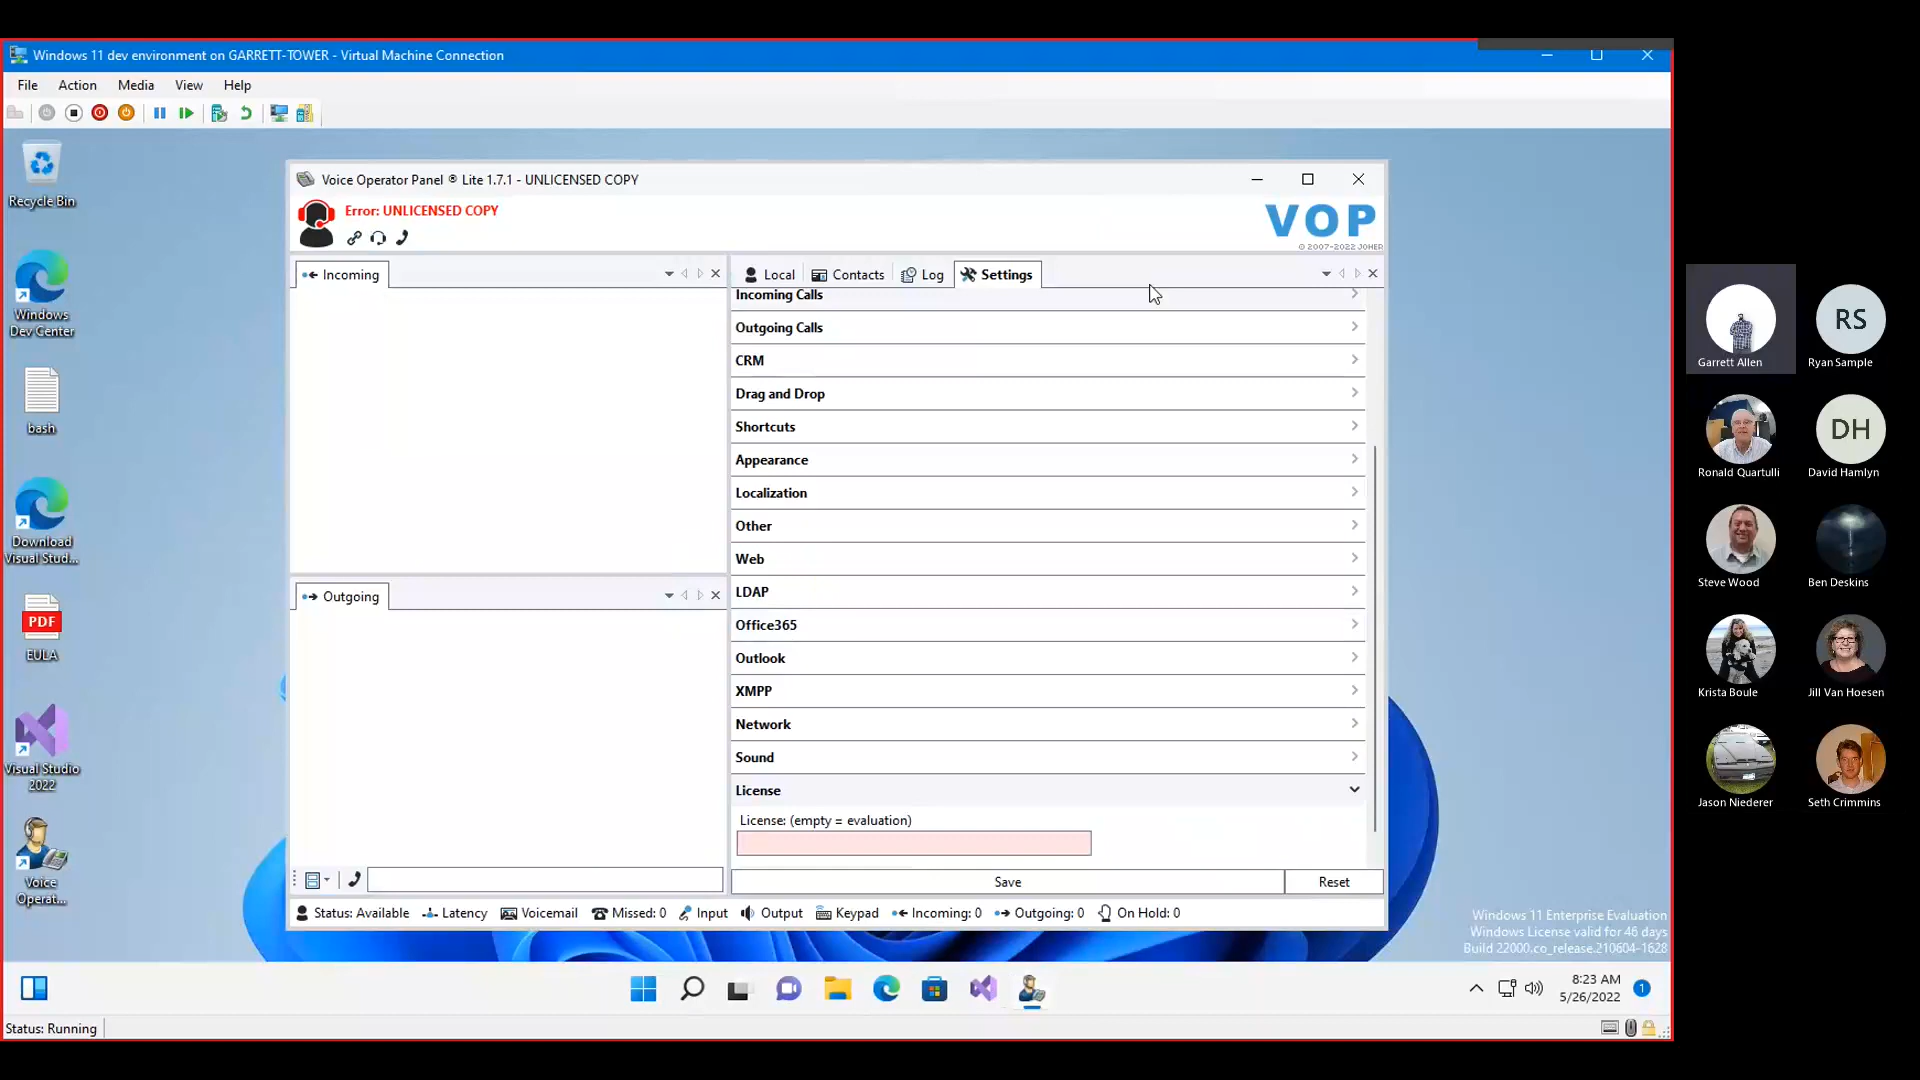 Windows 11 dev environment on GARRETT-TOWER - Virtual Machine Connection
File Action Media View Help
Recycle Bin
Windows
Dev Center
bash
Download
Visual Stud...
PDF
EULA
Visual Studio
2022
Voice
Operat...
Voice Operator Panel ® Lite 1.7.1 - UNLICENSED COPY
Error: UNLICENSED COPY
VOP
© 2007-2022 JOHER
Incoming
Local Contacts Log Settings
Incoming Calls
Outgoing Calls
CRM
Drag and Drop
Shortcuts
Appearance
Localization
Other
Web
LDAP
Office365
Outlook
XMPP
Network
Sound
License
License: (empty = evaluation)
Save Reset
Outgoing
Status: Available Latency Voicemail Missed: 0 Input Output Keypad Incoming: 0 Outgoing: 0 On Hold: 0
Windows 11 Enterprise Evaluation
Windows License valid for 46 days
Build 22000.co_release.210604-1628
8:23 AM
5/26/2022
1
Status: Running
Garrett Allen
RS
Ryan Sample
Ronald Quartulli
DH
David Hamlyn
Steve Wood
Ben Deskins
Krista Boule
Jill Van Hoesen
Jason Niederer
Seth Crimmins